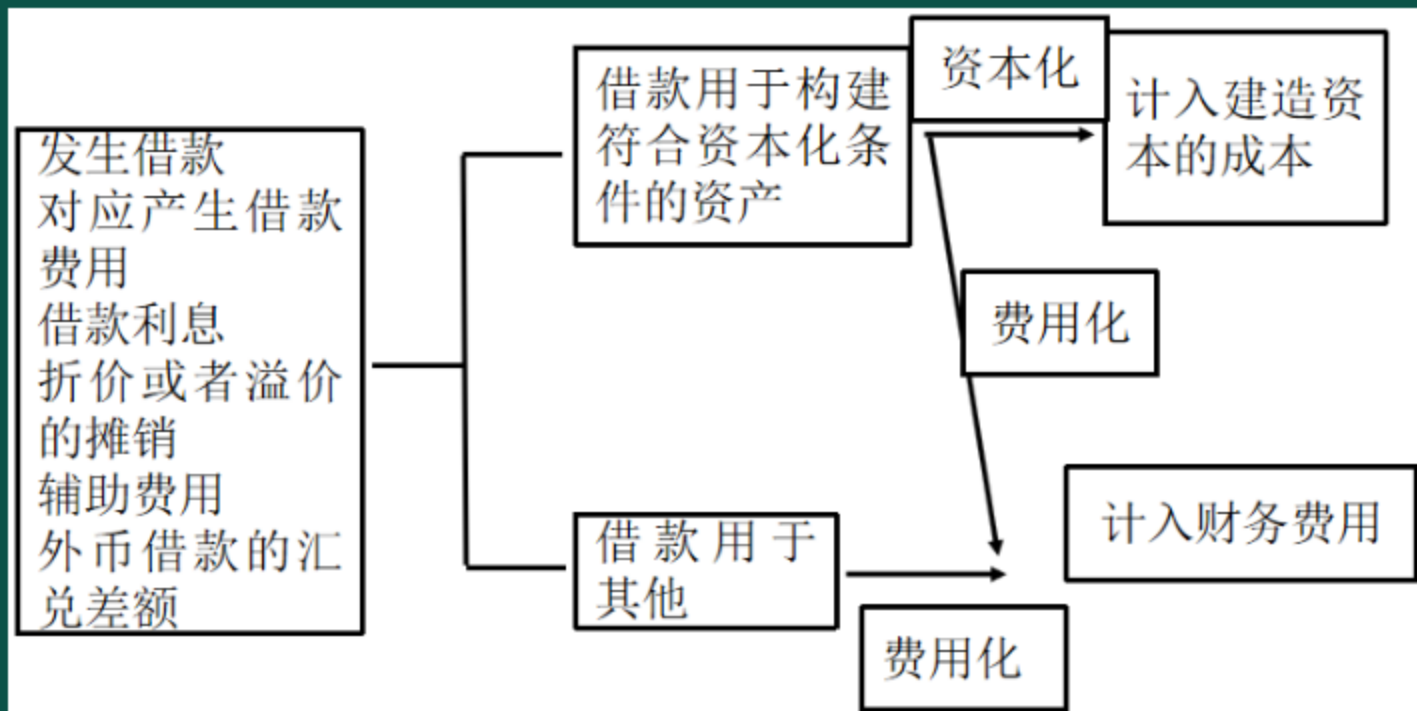 发生借款
对应产生借款
费用
借款利息
折价或者溢价
的摊销
辅助费用
外币借款的汇
兑差额
借款用于构建
符合资本化条
件的资产
资本化
计入建造资
本的成本
费用化
借款用于
其他
费用化
计入财务费用